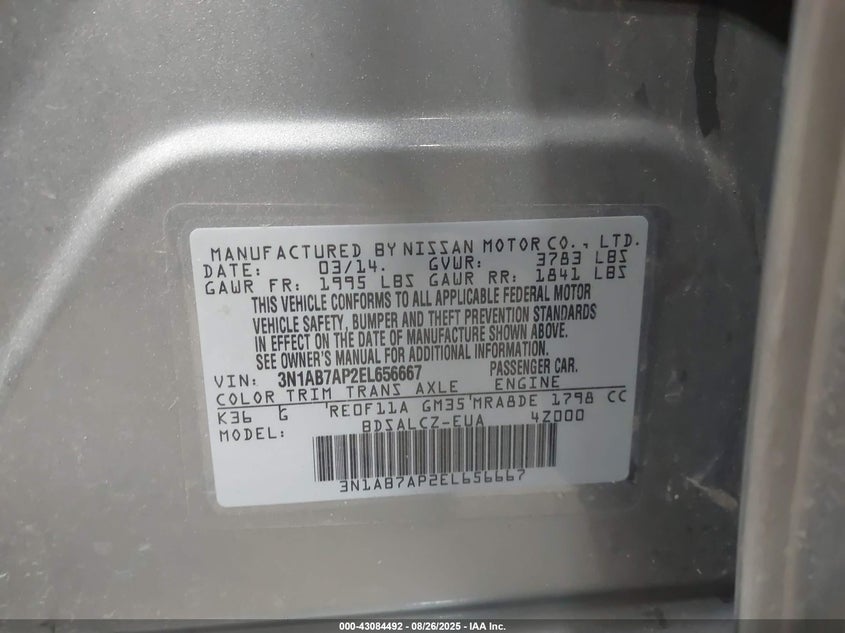 MANUFACTURED BY NISSAN MOTOR CO., LTD.
DATE: 03/14. GVWR: 3783 LBS
GAWR FR: 1995 LBS GAWR RR: 1841 LBS
THIS VEHICLE CONFORMS TO ALL APPLICABLE FEDERAL MOTOR
VEHICLE SAFETY, BUMPER AND THEFT PREVENTION STANDARDS
IN EFFECT ON THE DATE OF MANUFACTURE SHOWN ABOVE.
SEE OWNER'S MANUAL FOR ADDITIONAL INFORMATION.
VIN: 3N1AB7AP2EL656667 PASSENGER CAR.
COLOR TRIM TRANS AXLE ENGINE
K36 G RE0F11A GM35 MRA8DE 1798 CC
MODEL: BDSALCZ-EUA 4Z000
3N1AB7AP2EL656667
000-43084492 - 08/26/2025 - IAA Inc.